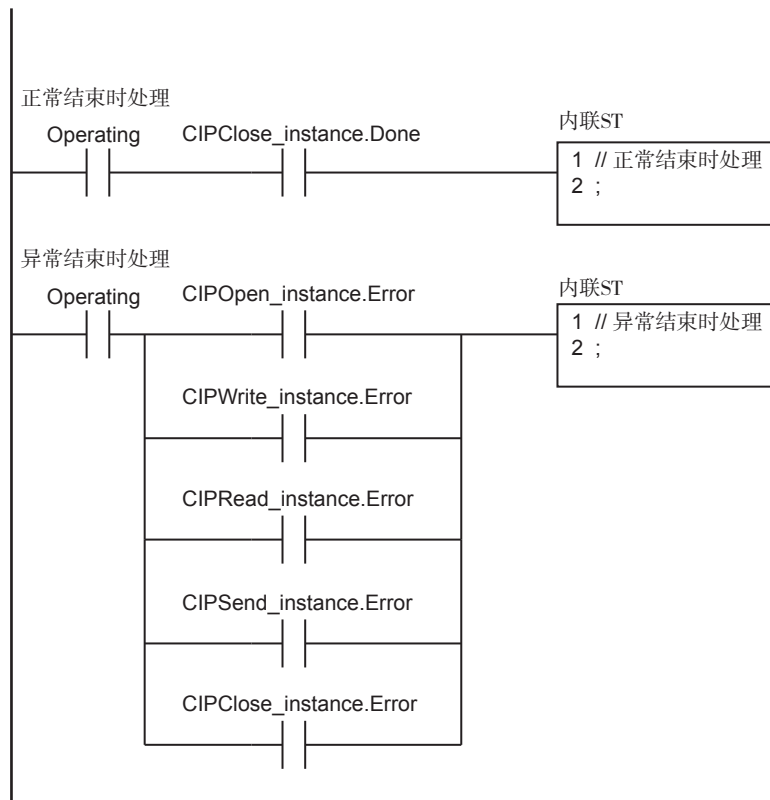 正常结束时处理
Operating
CIPClose_instance.Done
内联ST
1 // 正常结束时处理
2 ;
异常结束时处理
Operating
CIPOpen_instance.Error
内联ST
1 // 异常结束时处理
2 ;
CIPWrite_instance.Error
CIPRead_instance.Error
CIPSend_instance.Error
CIPClose_instance.Error